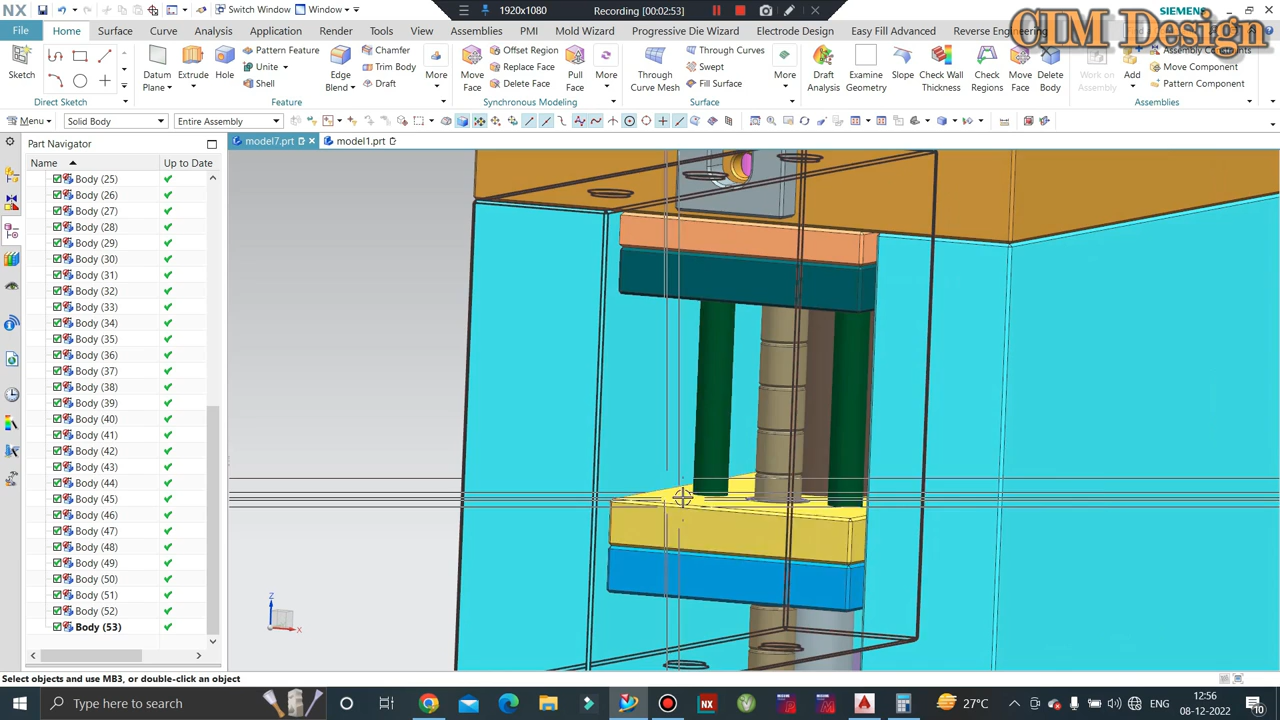 NX
Switch Window
Window
1920x1080
Recording [00:02:53]
SIEMENS
CIM Design
File
Home
Surface
Curve
Analysis
Application
Render
Tools
Assemblies
PMI
Mold Wizard
Progressive Die Wizard
Electrode Design
Easy Fill Advanced
Reverse Engineering
Sketch
Direct Sketch
Datum Plane
Extrude
Hole
Pattern Feature
Unite
Shell
Edge Blend
Chamfer
Trim Body
Draft
More
Feature
Move Face
Offset Region
Replace Face
Delete Face
Pull Face
More
Synchronous Modeling
Through Curve Mesh
Through Curves
Swept
Fill Surface
More
Surface
Draft Analysis
Examine Geometry
Slope
Check Wall Thickness
Check Regions
Move Face
Delete Body
Work on Assembly
Add
Assembly Constraints
Move Component
Pattern Component
Assemblies
Menu
Solid Body
Entire Assembly
Part Navigator
model7.prt
model1.prt
Name
Up to Date
Body (25)
Body (26)
Body (27)
Body (28)
Body (29)
Body (30)
Body (31)
Body (32)
Body (33)
Body (34)
Body (35)
Body (36)
Body (37)
Body (38)
Body (39)
Body (40)
Body (41)
Body (42)
Body (43)
Body (44)
Body (45)
Body (46)
Body (47)
Body (48)
Body (49)
Body (50)
Body (51)
Body (52)
Body (53)
Z
X
Select objects and use MB3, or double-click an object
Type here to search
NX
27°C
ENG
12:56
08-12-2022